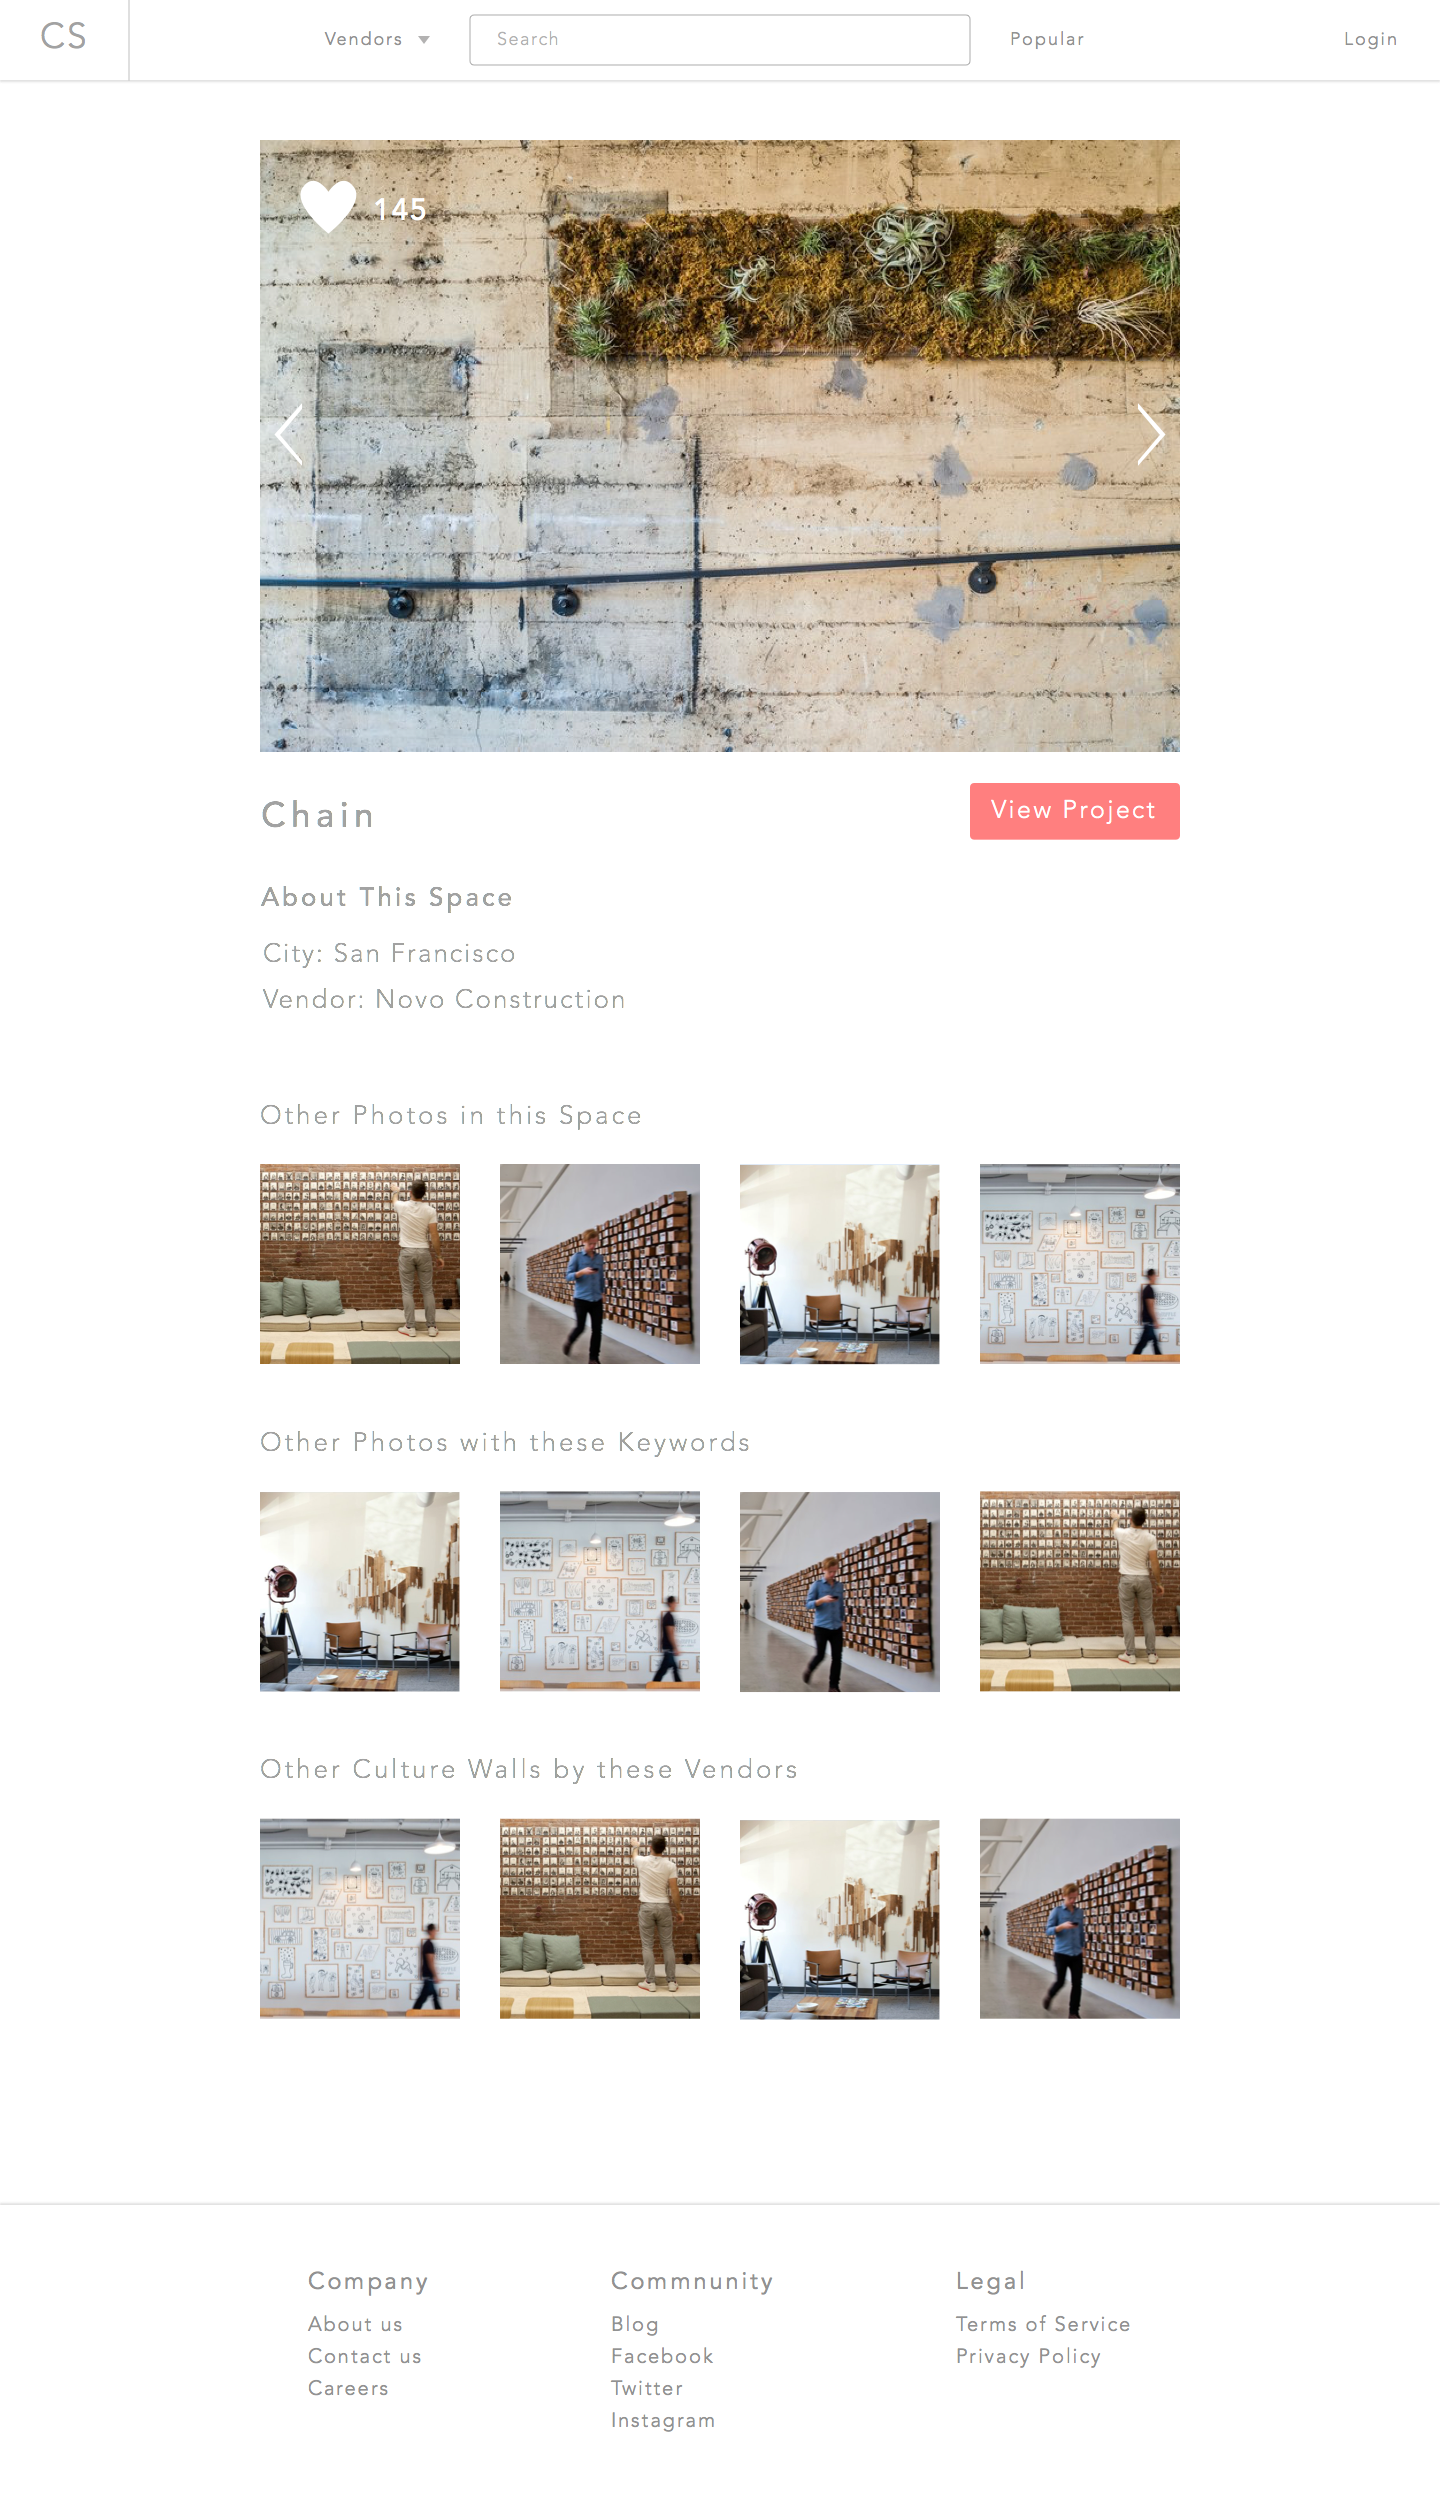 CS
Vendors
Search
Popular
Login
145
Chain
View Project
About This Space
City: San Francisco
Vendor: Novo Construction
Other Photos in this Space
Other Photos with these Keywords
Other Culture Walls by these Vendors
Company
About us
Contact us
Careers
Commnunity
Blog
Facebook
Twitter
Instagram
Legal
Terms of Service
Privacy Policy